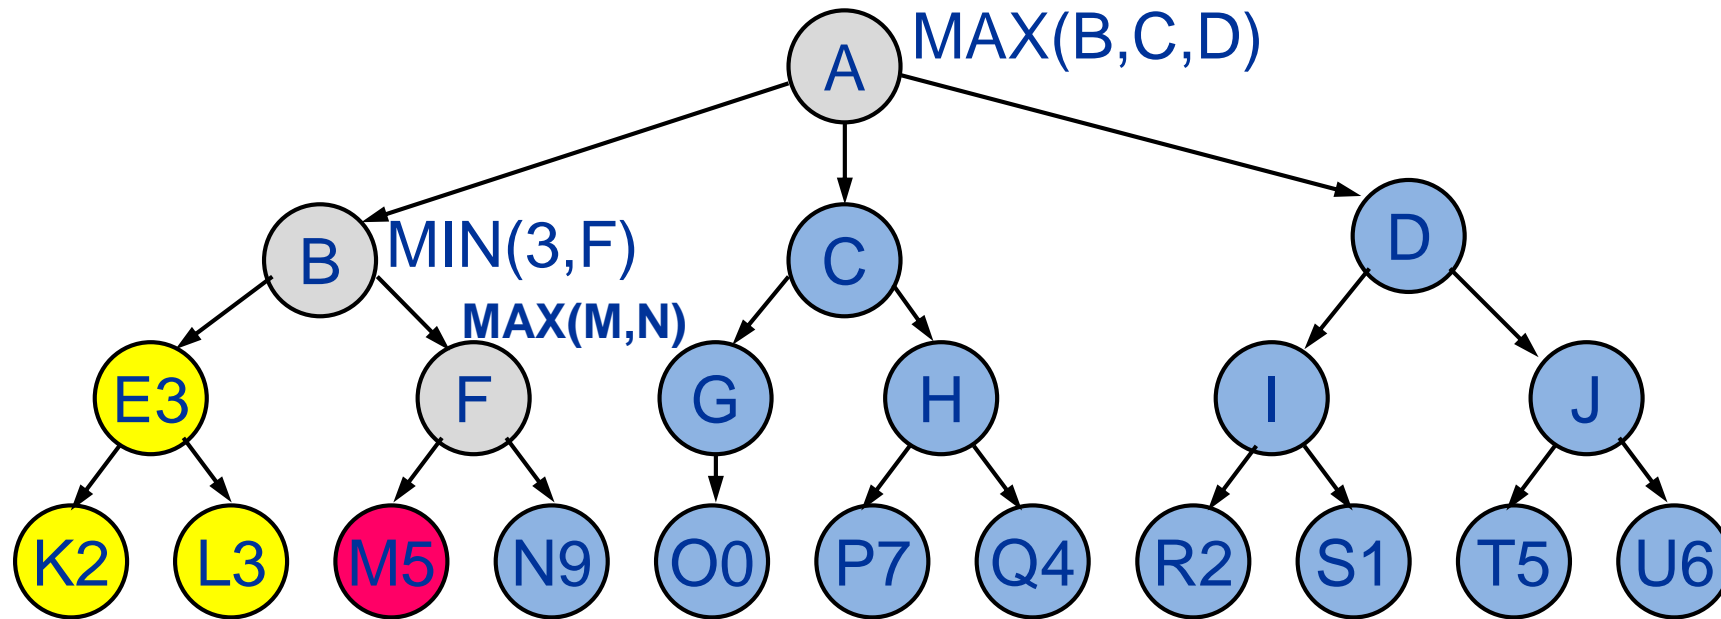 A MAX(B,C,D)
B MIN(3,F) C D
MAX(M,N)
E3 F G H I J
K2 L3 M5 N9 O0 P7 Q4 R2 S1 T5 U6